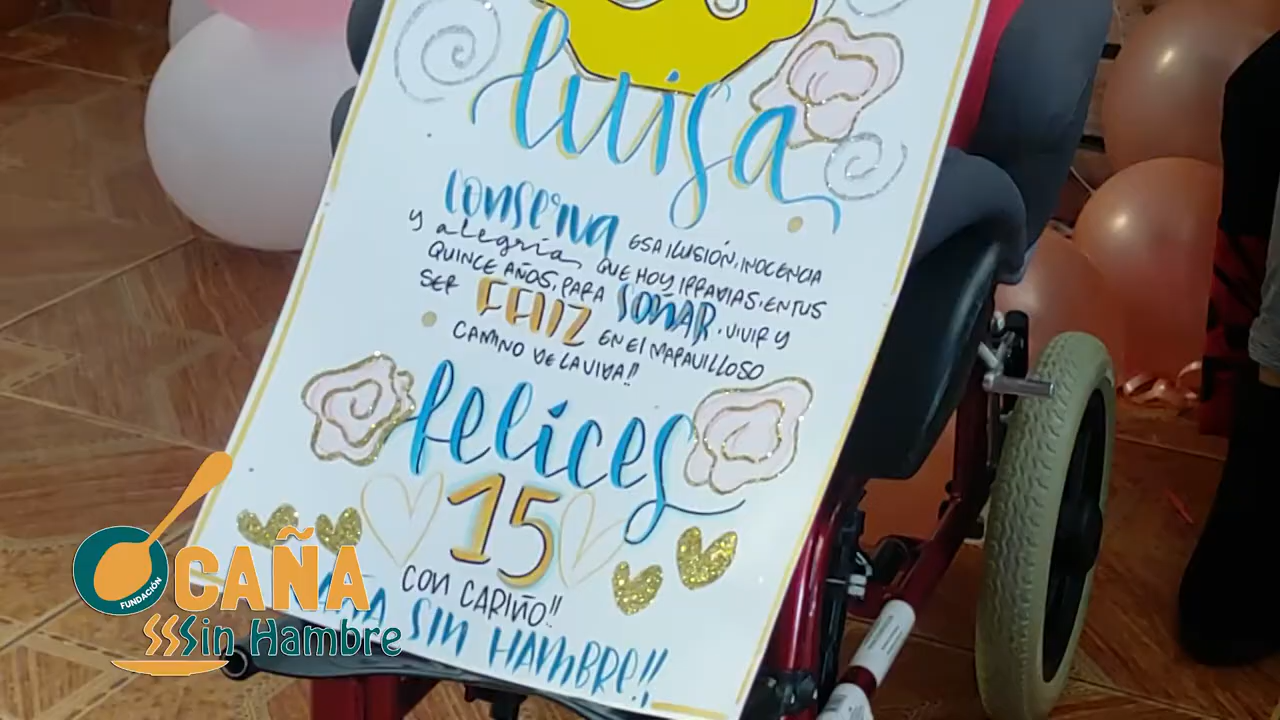 Luisa
CONSERVA ESA ILUSIÓN, INOCENCIA
y alegría QUE HOY IRRADIAS, EN TUS
QUINCE AÑOS, PARA SOÑAR, VIVIR Y
SER FELIZ EN El MARAVILLOSO
CAMINO DE LA VIDA!!
felices
15
CON CARIÑO!!
SIN HAMBRE!!
OCAÑA
FUNDACIÓN
Sin Hambre